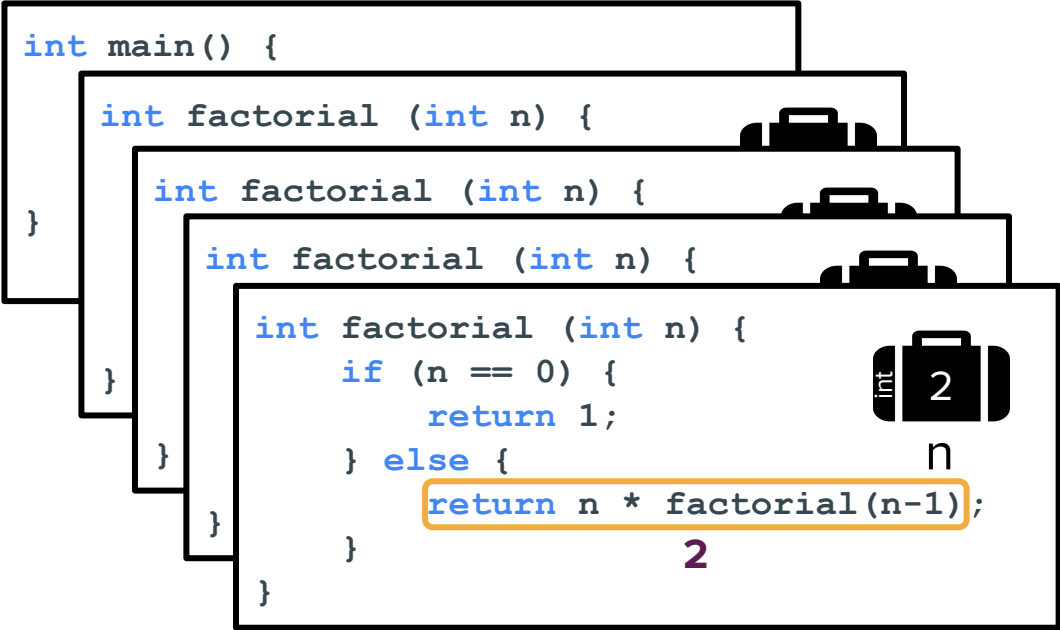 int main() {
int factorial (int n) {
int factorial (int n) {
}
int factorial (int n) {
int factorial (int n) {
if (n == 0) {
}
int 2
return 1;
}
n
} else {
return n * factorial(n-1);
}
}
2
}